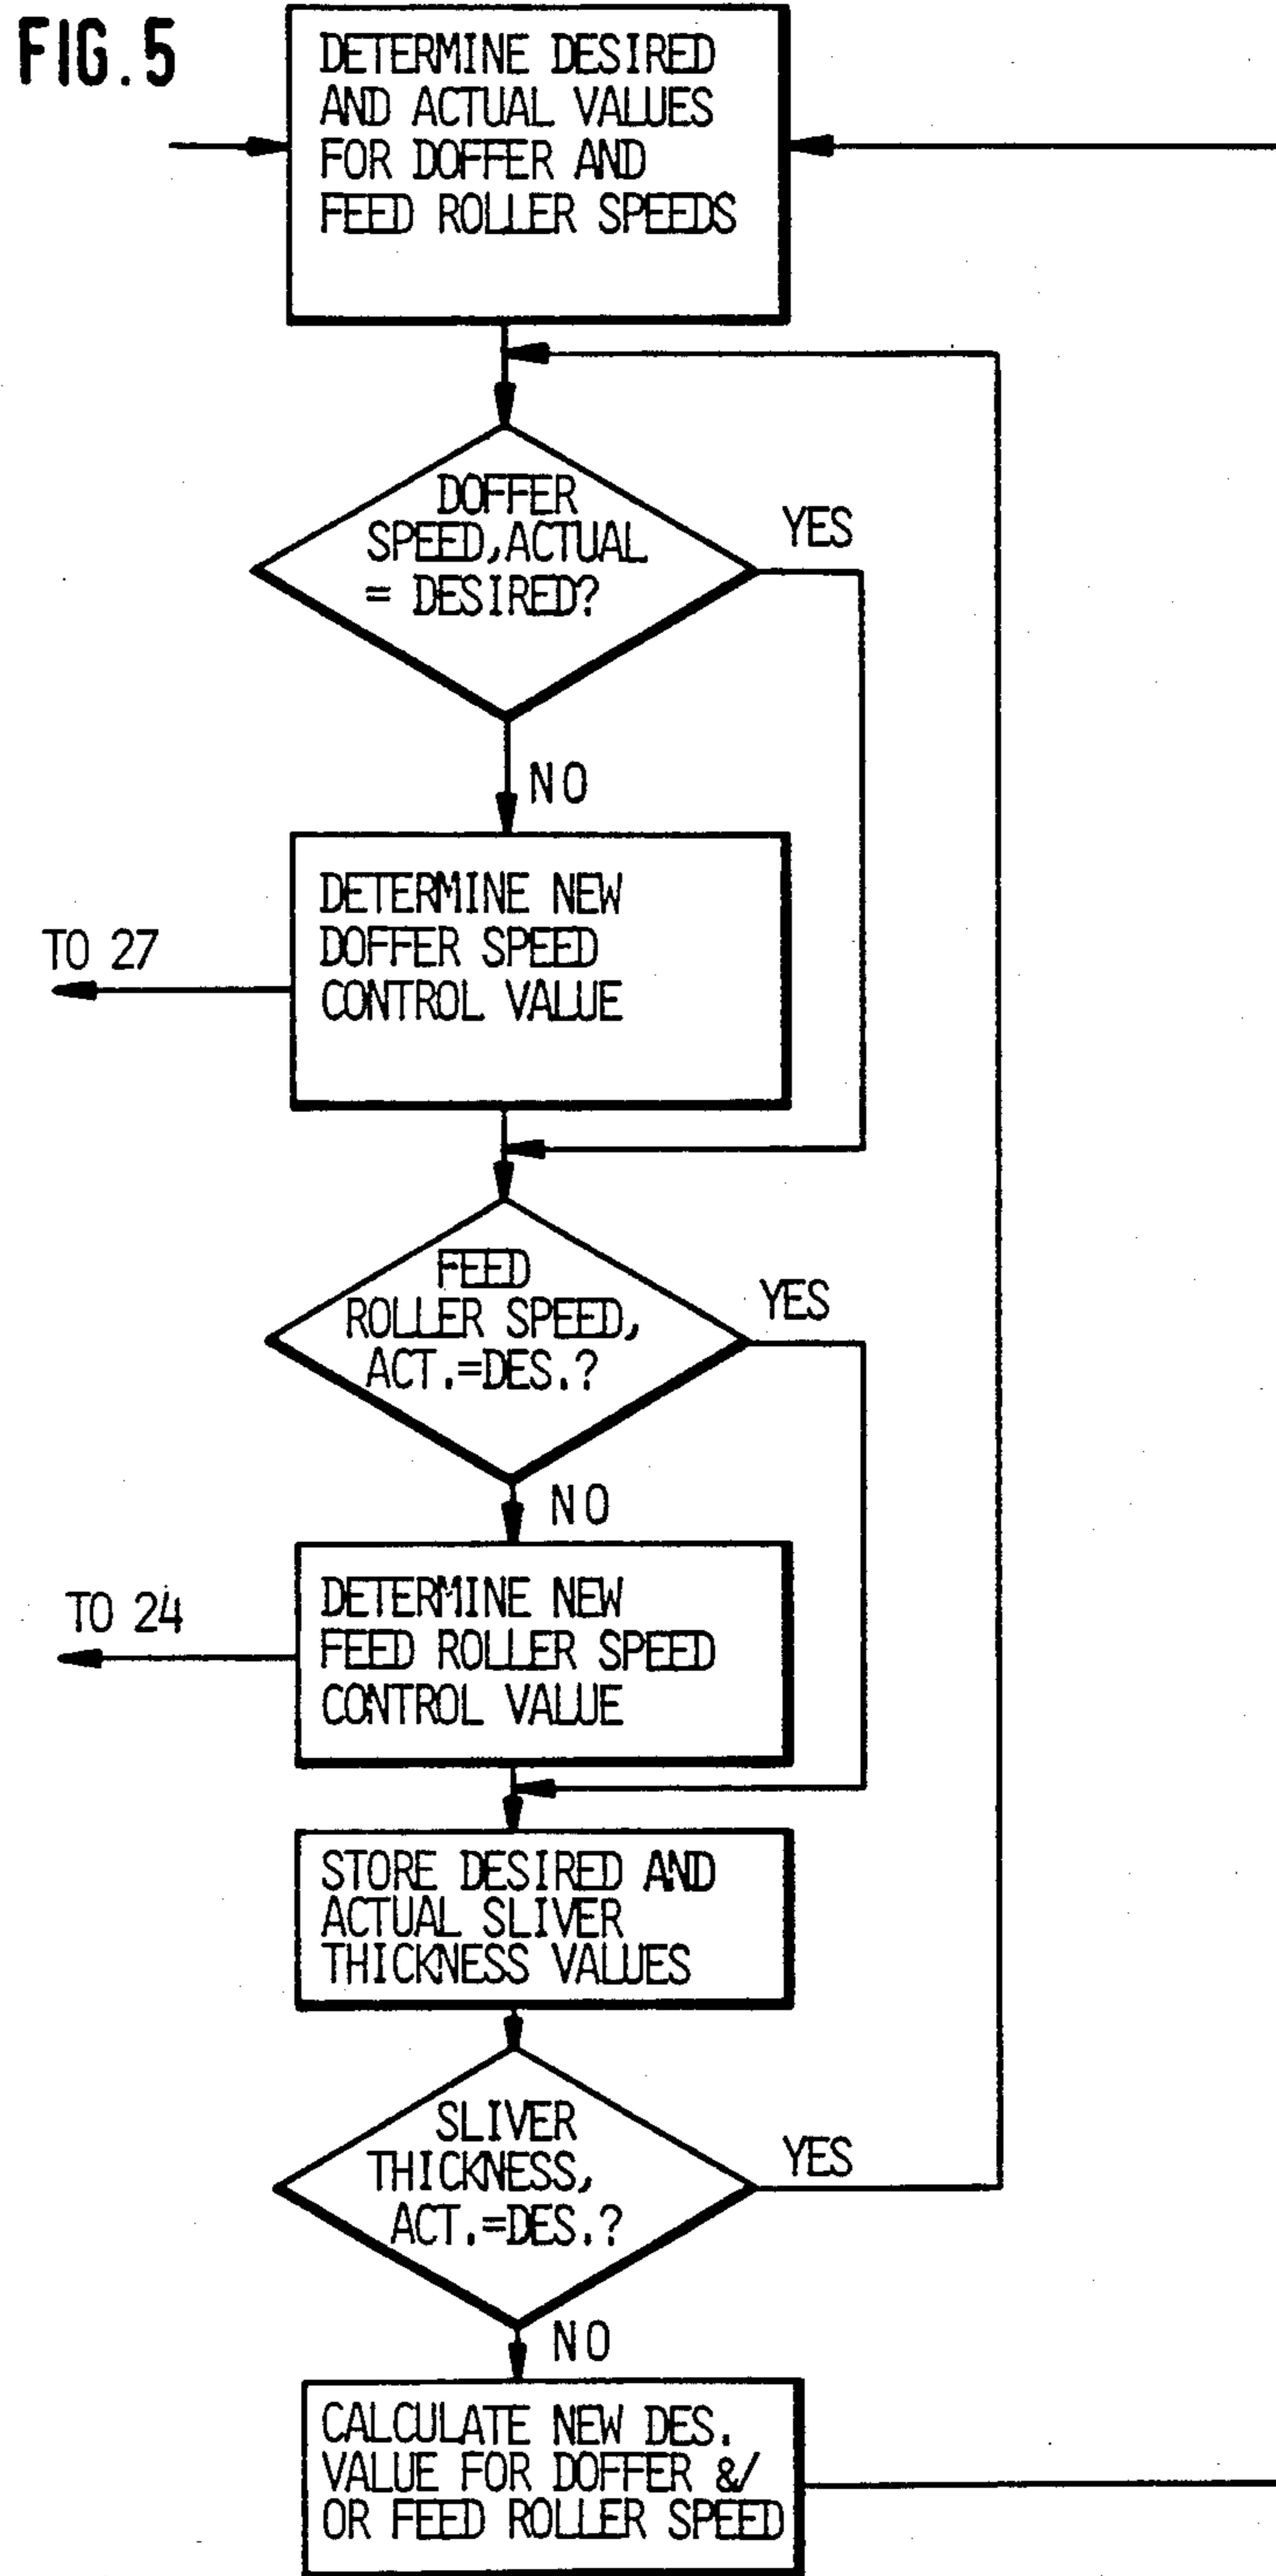 FIG. 5
DETERMINE DESIRED
AND ACTUAL VALUES
FOR DOFFER AND
FEED ROLLER SPEEDS
DOFFER
SPEED, ACTUAL
= DESIRED?
YES
NO
DETERMINE NEW
DOFFER SPEED
CONTROL VALUE
TO 27
FEED
ROLLER SPEED,
ACT.=DES.?
YES
NO
DETERMINE NEW
FEED ROLLER SPEED
CONTROL VALUE
TO 24
STORE DESIRED AND
ACTUAL SLIVER
THICKNESS VALUES
SLIVER
THICKNESS,
ACT.=DES.?
YES
NO
CALCULATE NEW DES.
VALUE FOR DOFFER &/
OR FEED ROLLER SPEED